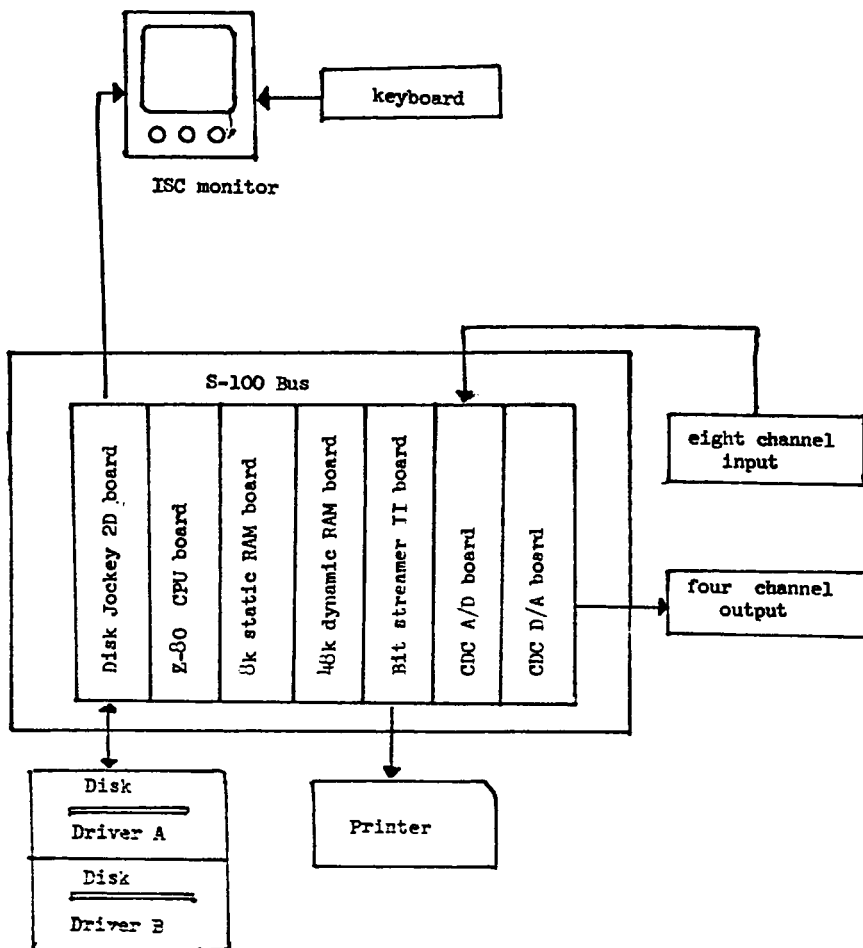 keyboard
ISC monitor
S-100 Bus
Disk Jockey 2D board
Z-80 CPU board
8k static RAM board
48k dynamic RAM board
Bit streamer II board
CDC A/D board
CDC D/A board
eight channel
input
four channel
output
Disk
Driver A
Disk
Driver B
Printer